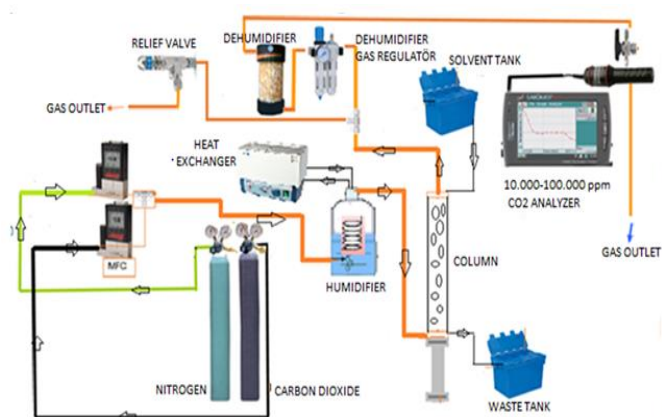 RELIEF VALVE
DEHUMIDIFIER
DEHUMIDIFIER
GAS REGULATÖR
SOLVENT TANK
GAS OUTLET
HEAT
EXCHANGER
10.000-100.000 ppm
CO2 ANALYZER
GAS OUTLET
MFC
HUMIDIFIER
COLUMN
NITROGEN
CARBON DIOXIDE
WASTE TANK